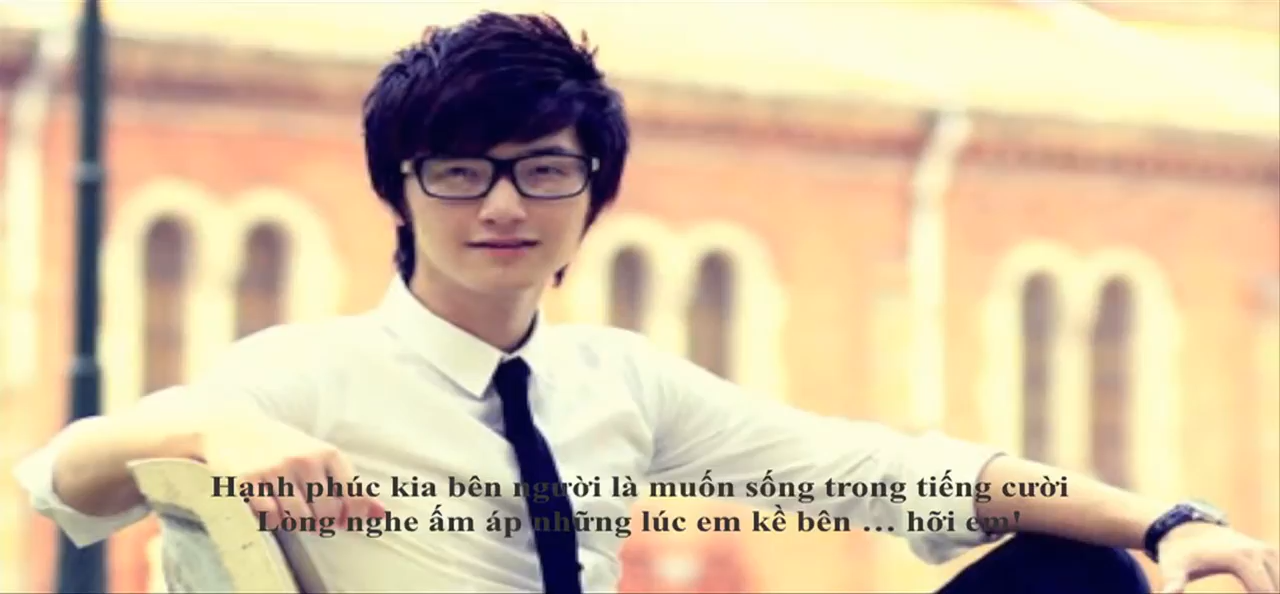 Hạnh phúc kia bên người là muốn sống trong tiếng cười
Lòng nghe ấm áp những lúc em kề bên ... hỡi em!